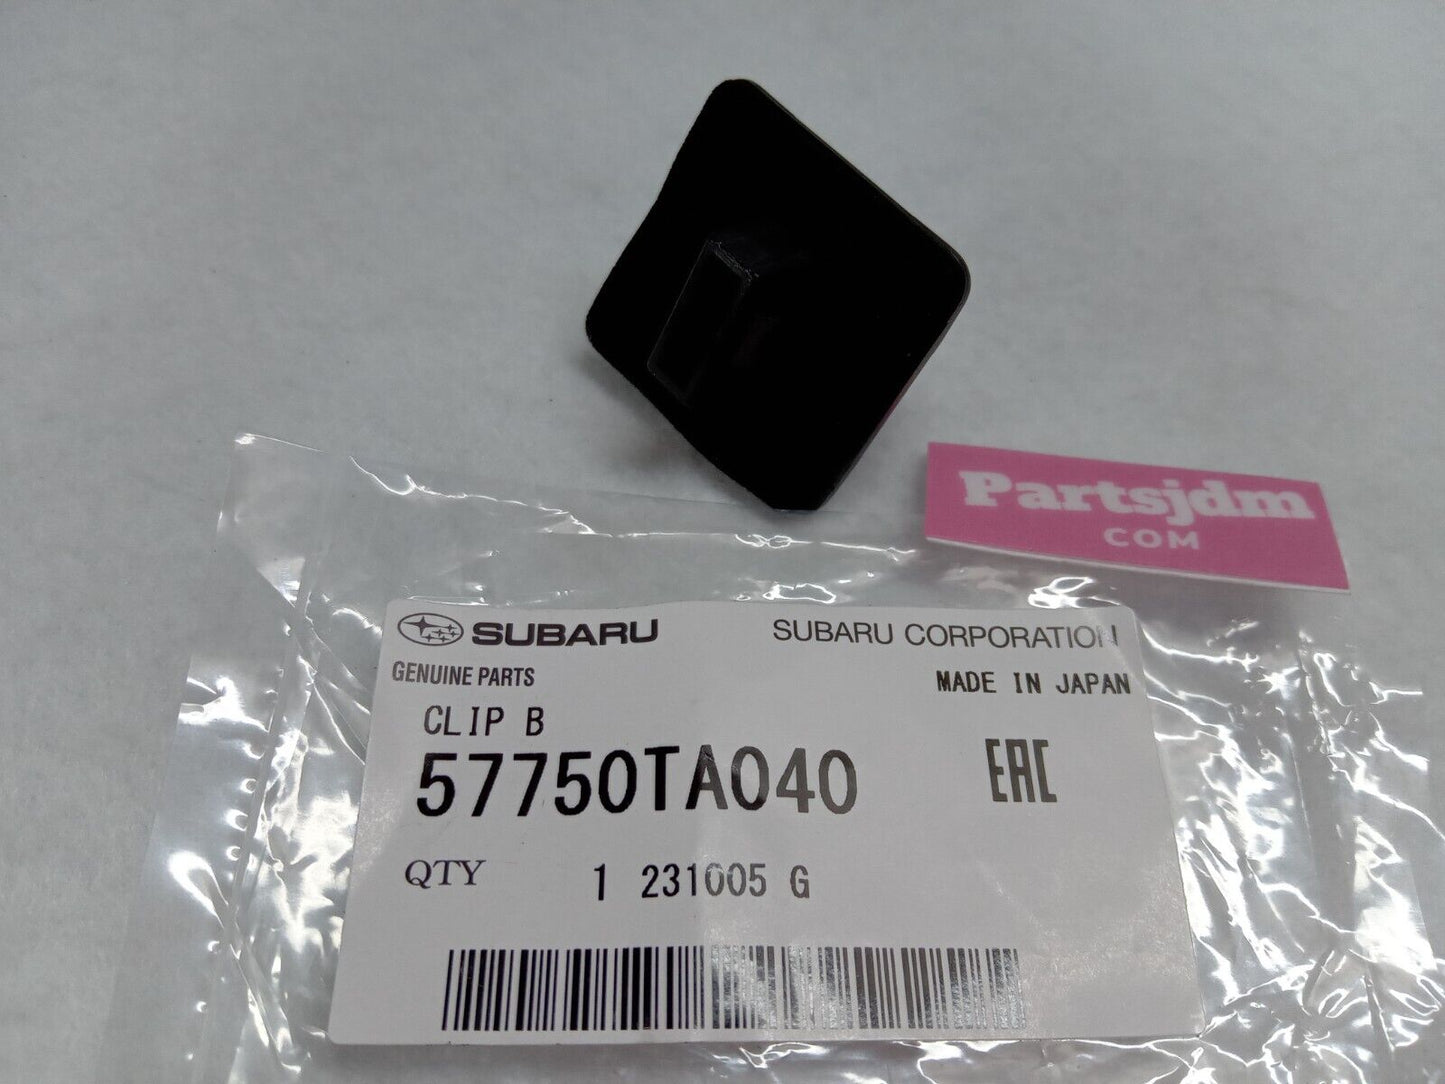 Partsjdm
COM
SUBARU
SUBARU CORPORATION
GENUINE PARTS
MADE IN JAPAN
CLIP B
57750TA040
EAC
QTY 1 231005 G